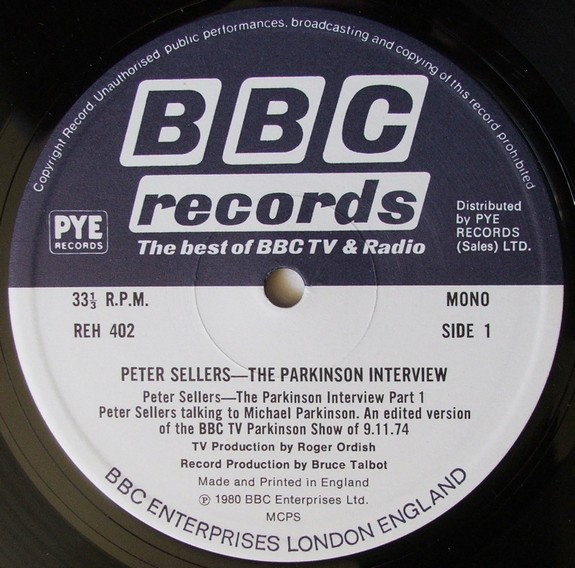 Copyright Record. Unauthorised public performances, broadcasting and copying of this record prohibited
BBC
records
The best of BBC TV & Radio
PYE
RECORDS
Distributed
by PYE
RECORDS
(Sales) LTD.
33⅓ R.P.M.
MONO
REH 402
SIDE 1
PETER SELLERS—THE PARKINSON INTERVIEW
Peter Sellers—The Parkinson Interview Part 1
Peter Sellers talking to Michael Parkinson. An edited version
of the BBC TV Parkinson Show of 9.11.74
TV Production by Roger Ordish
Record Production by Bruce Talbot
Made and Printed in England
℗ 1980 BBC Enterprises Ltd.
MCPS
BBC ENTERPRISES LONDON ENGLAND